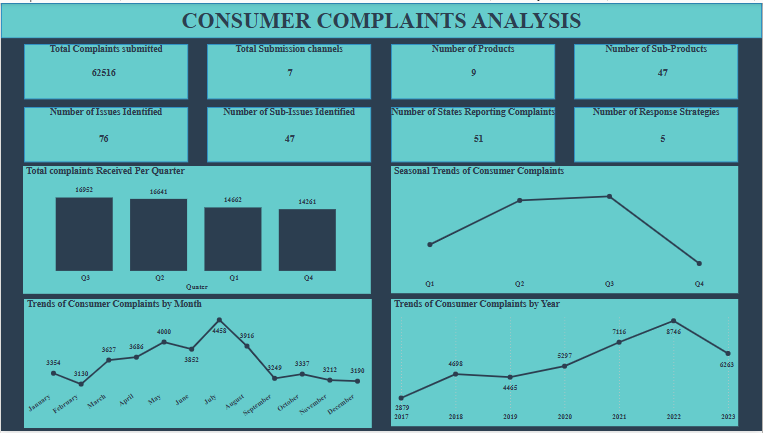 CONSUMER COMPLAINTS ANALYSIS
Total Complaints submitted
62516
Total Submission channels
7
Number of Products
9
Number of Sub-Products
47
Number of Issues Identified
76
Number of Sub-Issues Identified
47
Number of States Reporting Complaints
51
Number of Response Strategies
5
Total complaints Received Per Quarter
16952
16641
14662
14261
Q3
Q2
Q1
Q4
Quater
Seasonal Trends of Consumer Complaints
Q1
Q2
Q3
Q4
Trends of Consumer Complaints by Month
3354
3130
3627
3686
4000
3852
4458
3916
3249
3337
3212
3190
January
February
March
April
May
June
July
August
September
October
November
December
Trends of Consumer Complaints by Year
2879
4698
4465
5297
7116
8746
6263
2017
2018
2019
2020
2021
2022
2023